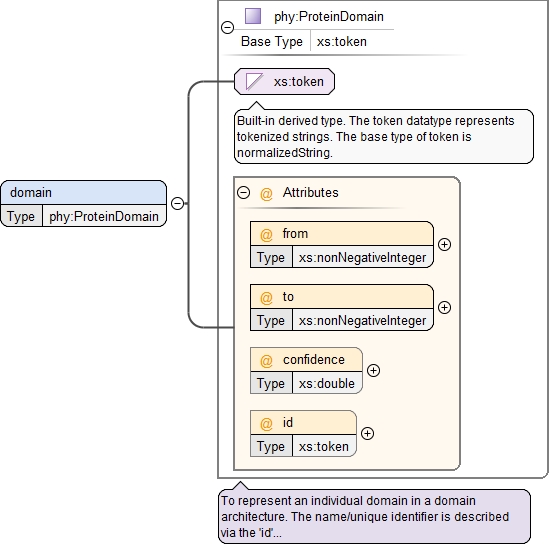 phy:ProteinDomain
Base Type xs:token
xs:token
Built-in derived type. The token datatype represents
tokenized strings. The base type of token is
normalizedString.
domain
Type phy:ProteinDomain
@ Attributes
@ from
Type xs:nonNegativeInteger
@ to
Type xs:nonNegativeInteger
@ confidence
Type xs:double
@ id
Type xs:token
To represent an individual domain in a domain
architecture. The name/unique identifier is described
via the 'id'...